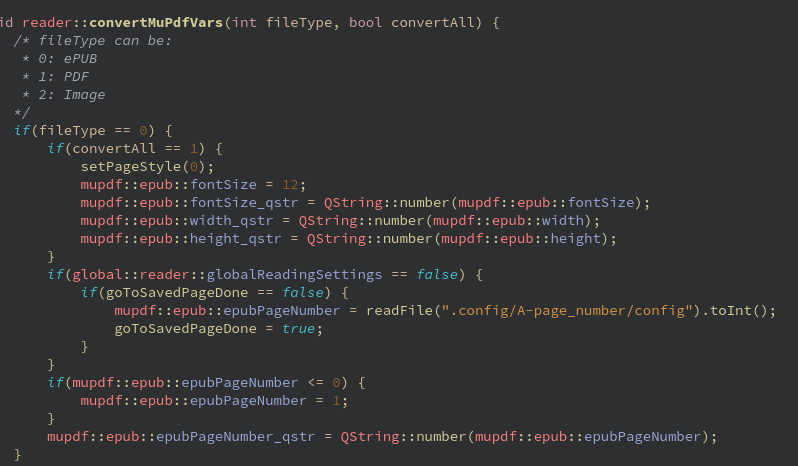 id reader::convertMuPdfVars(int fileType, bool convertAll) {
/* fileType can be:
* 0: ePUB
* 1: PDF
* 2: Image
*/
if(fileType == 0) {
if(convertAll == 1) {
setPageStyle(0);
mupdf::epub::fontSize = 12;
mupdf::epub::fontSize_qstr = QString::number(mupdf::epub::fontSize);
mupdf::epub::width_qstr = QString::number(mupdf::epub::width);
mupdf::epub::height_qstr = QString::number(mupdf::epub::height);
}
if(global::reader::globalReadingSettings == false) {
if(goToSavedPageDone == false) {
mupdf::epub::epubPageNumber = readFile(".config/A-page_number/config").toInt();
goToSavedPageDone = true;
}
}
if(mupdf::epub::epubPageNumber <= 0) {
mupdf::epub::epubPageNumber = 1;
}
mupdf::epub::epubPageNumber_qstr = QString::number(mupdf::epub::epubPageNumber);
}